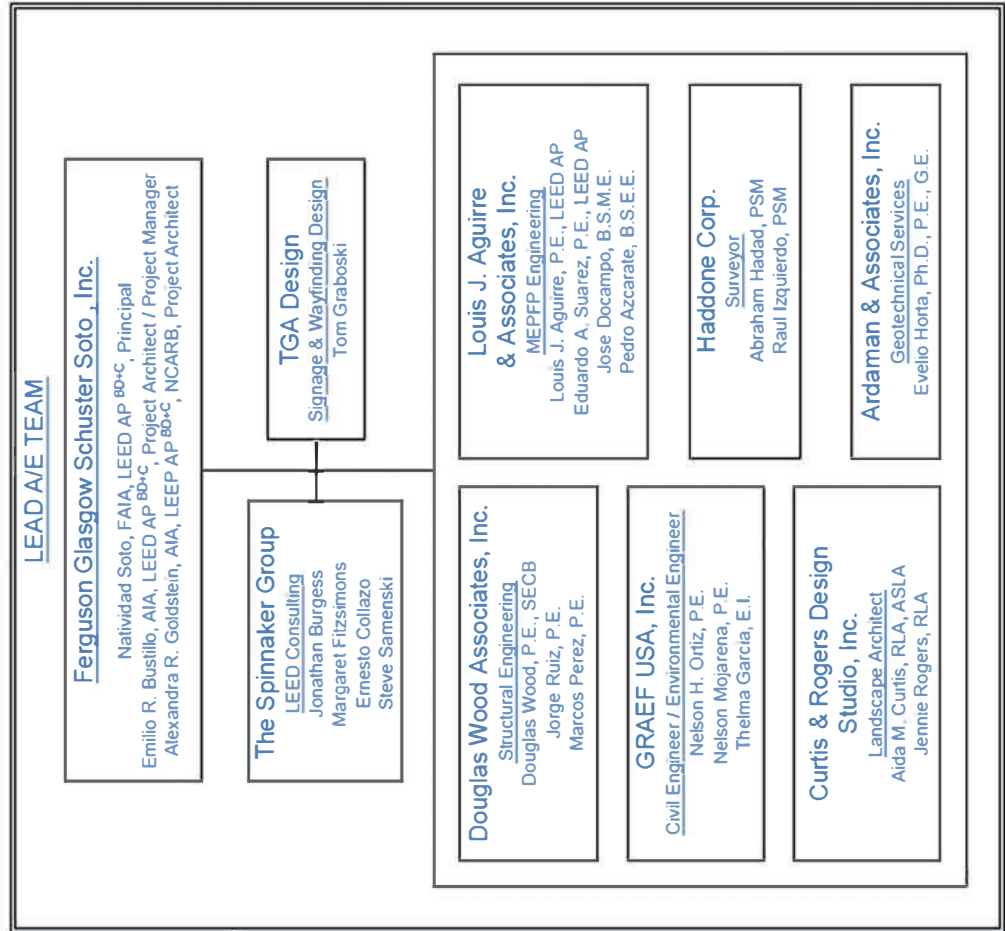 LEAD A/E TEAM
Ferguson Glasgow Schuster Soto , Inc.
Natividad Soto, FAIA, LEED AP BD+C, Principal
Emilio R. Bustillo, AIA, LEED AP BD+C, Project Architect / Project Manager
Alexandra R. Goldstein, AIA, LEEP AP BD+C, NCARB, Project Architect
The Spinnaker Group
LEED Consulting
Jonathan Burgess
Margaret Fitzsimons
Ernesto Collazo
Steve Samenski
TGA Design
Signage & Wayfinding Design
Tom Graboski
Douglas Wood Associates, Inc.
Structural Engineering
Douglas Wood, P.E., SECB
Jorge Ruiz, P.E.
Marcos Perez, P.E.
Louis J. Aguirre
& Associates, Inc.
MEPFP Engineering
Louis J. Aguirre, P.E., LEED AP
Eduardo A. Suarez, P.E., LEED AP
Jose Docampo, B.S.M.E.
Pedro Azcarate, B.S.E.E.
GRAEF USA, Inc.
Civil Engineer / Environmental Engineer
Nelson H. Ortiz, P.E.
Nelson Mojarena, P.E.
Thelma Garcia, E.I.
Haddone Corp.
Surveyor
Abraham Hadad, PSM
Raul Izquierdo, PSM
Curtis & Rogers Design
Studio, Inc.
Landscape Architect
Aida M. Curtis, RLA, ASLA
Jennie Rogers, RLA
Ardaman & Associates, Inc.
Geotechnical Services
Evelio Horta, Ph.D., P.E., G.E.